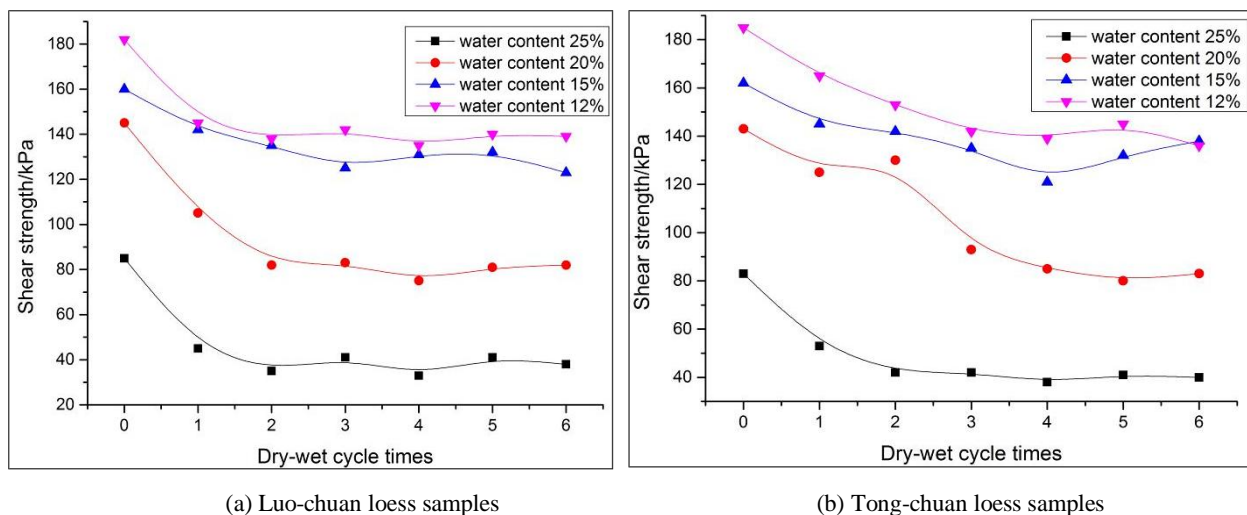 180
160
140
120
100
80
60
40
20
Shear strength/kPa
water content 25%
water content 20%
water content 15%
water content 12%
0 1 2 3 4 5 6
Dry-wet cycle times
(a) Luo-chuan loess samples
180
160
140
120
100
80
60
40
Shear strength/kPa
water content 25%
water content 20%
water content 15%
water content 12%
0 1 2 3 4 5 6
Dry-wet cycle times
(b) Tong-chuan loess samples